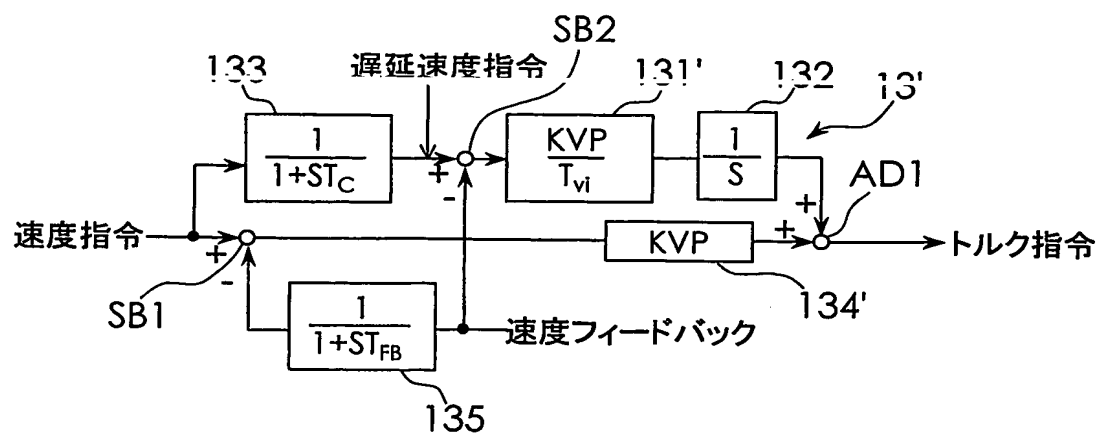 SB2
133
遅延速度指令
131'
132
13'
1
1+STC
+
-
KVP
Tvi
1
S
AD1
+
速度指令
+
-
KVP
+
トルク指令
SB1
1
1+STFB
速度フィードバック
134'
135